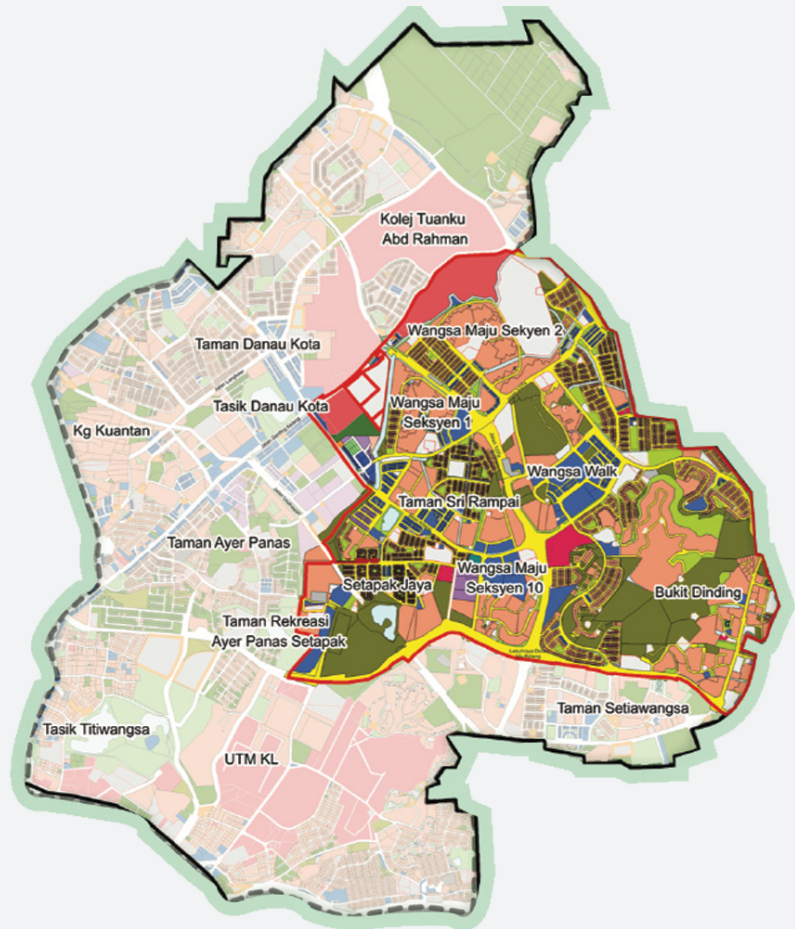 Kolej Tuanku
Abd Rahman
Wangsa Maju Sekyen 2
Taman Danau Kota
Tasik Danau Kota
Wangsa Maju
Seksyen 1
Kg Kuantan
Wangsa Walk
Taman Sri Rampai
Taman Ayer Panas
Wangsa Maju
Seksyen 10
Setapak Jaya
Bukit Dinding
Taman Rekreasi
Ayer Panas Setapak
Taman Setiawangsa
Tasik Titiwangsa
UTM KL